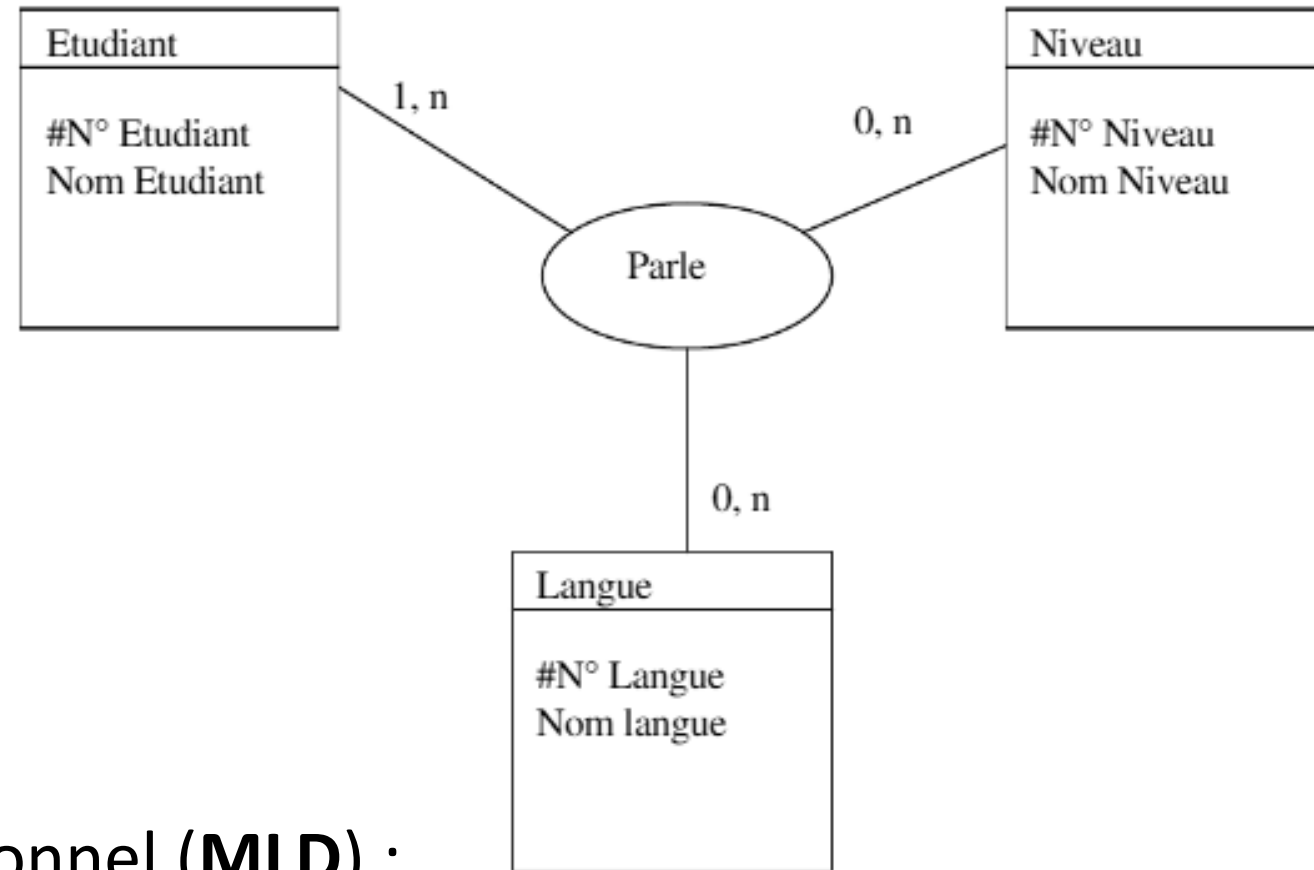 Etudiant
#N° Etudiant
Nom Etudiant
1, n
0, n
Niveau
#N° Niveau
Nom Niveau
Parle
0, n
Langue
#N° Langue
Nom langue
onnel (MLD) :